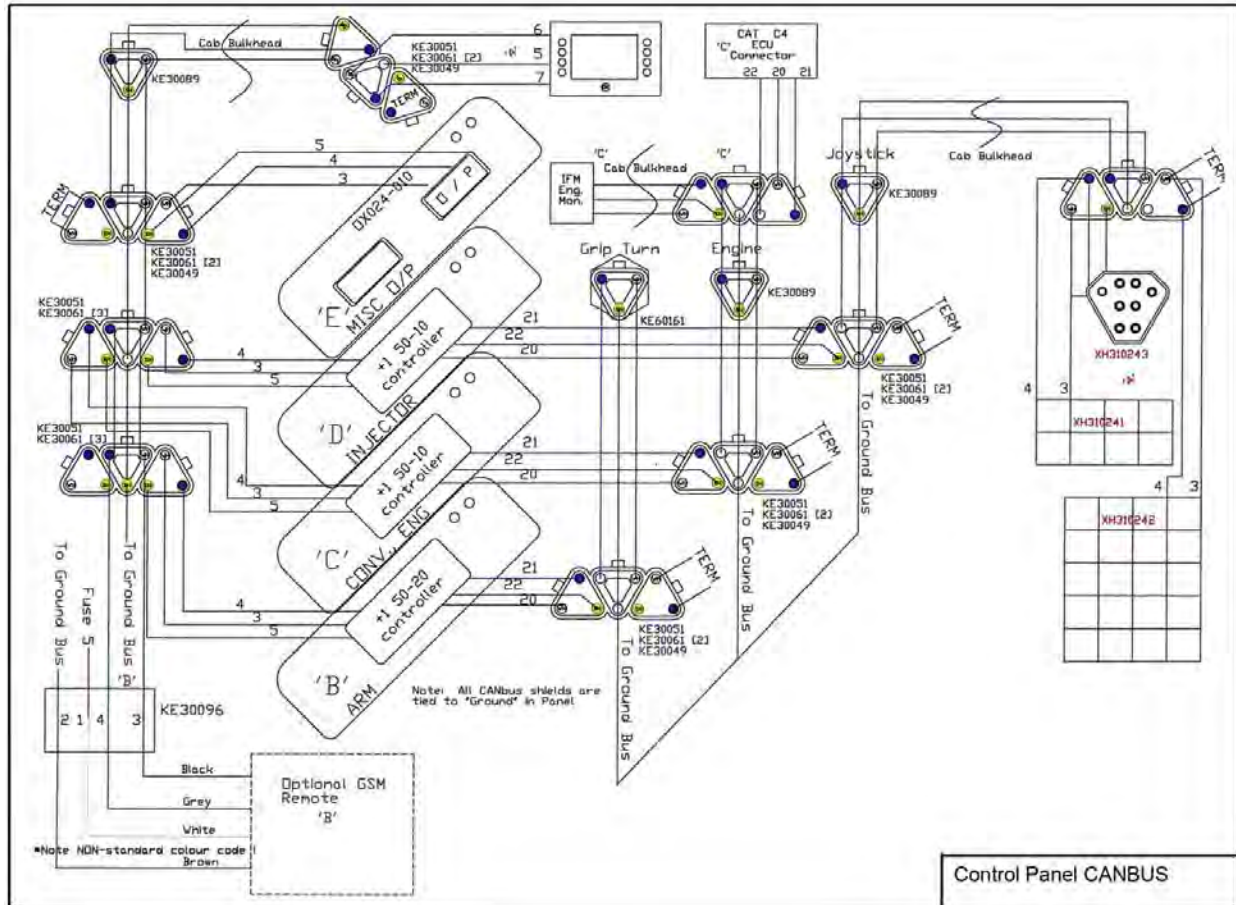 Cab Bulkhead
KE30089
KE30051
KE30061 [2]
KE30049
TERM
6
5
7
CAT C4
'C' ECU
Connector
22 20 21
'C'
Cab Bulkhead
'C'
IFM
Eng.
Mon.
Joystick
KE30089
Cab Bulkhead
TERM
5
4
3
DX024-010
O/P
'E'
MISC O/P
TERM
KE30051
KE30061 [2]
KE30049
Grip Turn
Engine
KE30089
KE60161
KE30051
KE30061 [3]
4
3
5
+1 50-10
controller
21
22
20
'D'
INJECTOR
TERM
KE30051
KE30061 [2]
KE30049
XH310243
4 3
XH310241
4 3
XH310242
KE30051
KE30061 [3]
4
3
5
+1 50-10
controller
21
22
20
'C'
CONV., ENG
TERM
KE30051
KE30061 [2]
KE30049
4
3
5
+1 50-20
controller
21
22
20
'B'
ARM
TERM
KE30051
KE30061 [2]
KE30049
To Ground Bus
To Ground Bus
To Ground Bus
To Ground Bus
Fuse 5
To Ground Bus
'B'
Note: All CANbus shields are
tied to "Ground" in Panel
2 1 4 3
KE30096
Black
Grey
White
*Note NON-standard colour code !
Brown
Optional GSM
Remote
'B'
Control Panel CANBUS